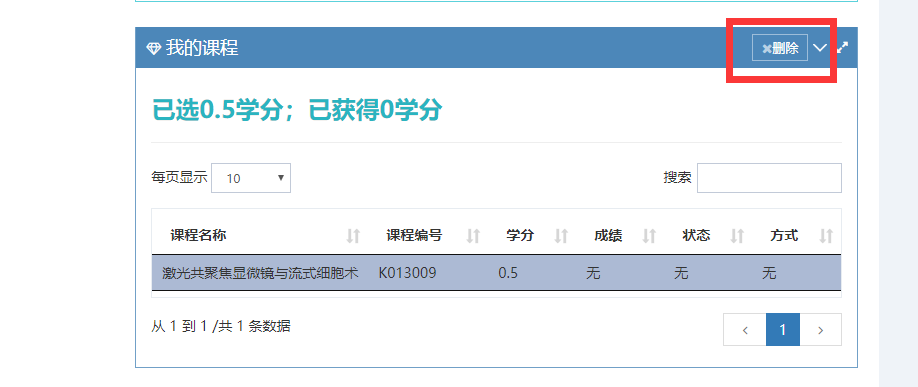 我的课程
删除
已选0.5学分；已获得0学分
每页显示 10 搜索
课程名称 课程编号 学分 成绩 状态 方式
激光共聚焦显微镜与流式细胞术 K013009 0.5 无 无 无
从 1 到 1 /共 1 条数据
1